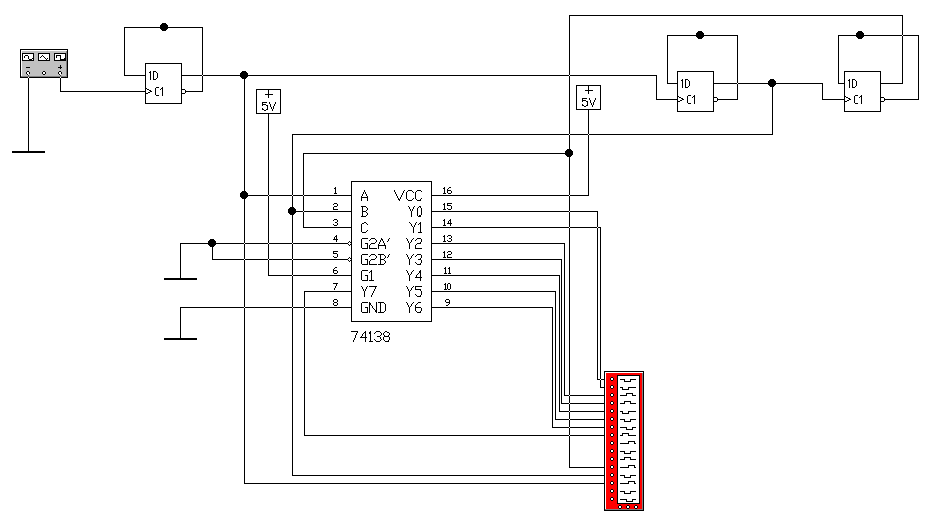 1D
C1
+
5V
+
5V
1D
C1
1D
C1
- +
1 A VCC 16
2 B Y0 15
3 C Y1 14
4 G2A' Y2 13
5 G2B' Y3 12
6 G1 Y4 11
7 Y7 Y5 10
8 GND Y6 9
74138